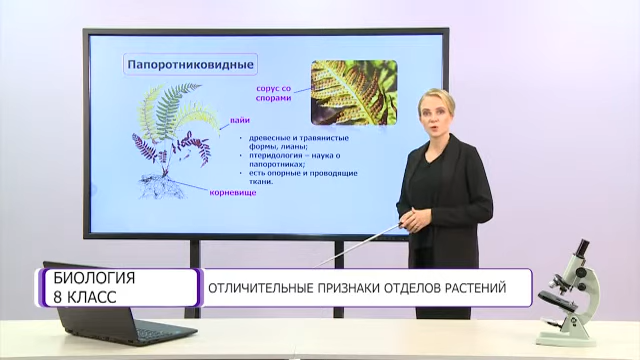 Папоротниковидные
сорус со
спорами
вайи
• древесные и травянистые
формы, лианы;
• птеридология – наука о
папоротниках;
• есть опорные и проводящие
ткани.
корневище
БИОЛОГИЯ
8 КЛАСС
ОТЛИЧИТЕЛЬНЫЕ ПРИЗНАКИ ОТДЕЛОВ РАСТЕНИЙ